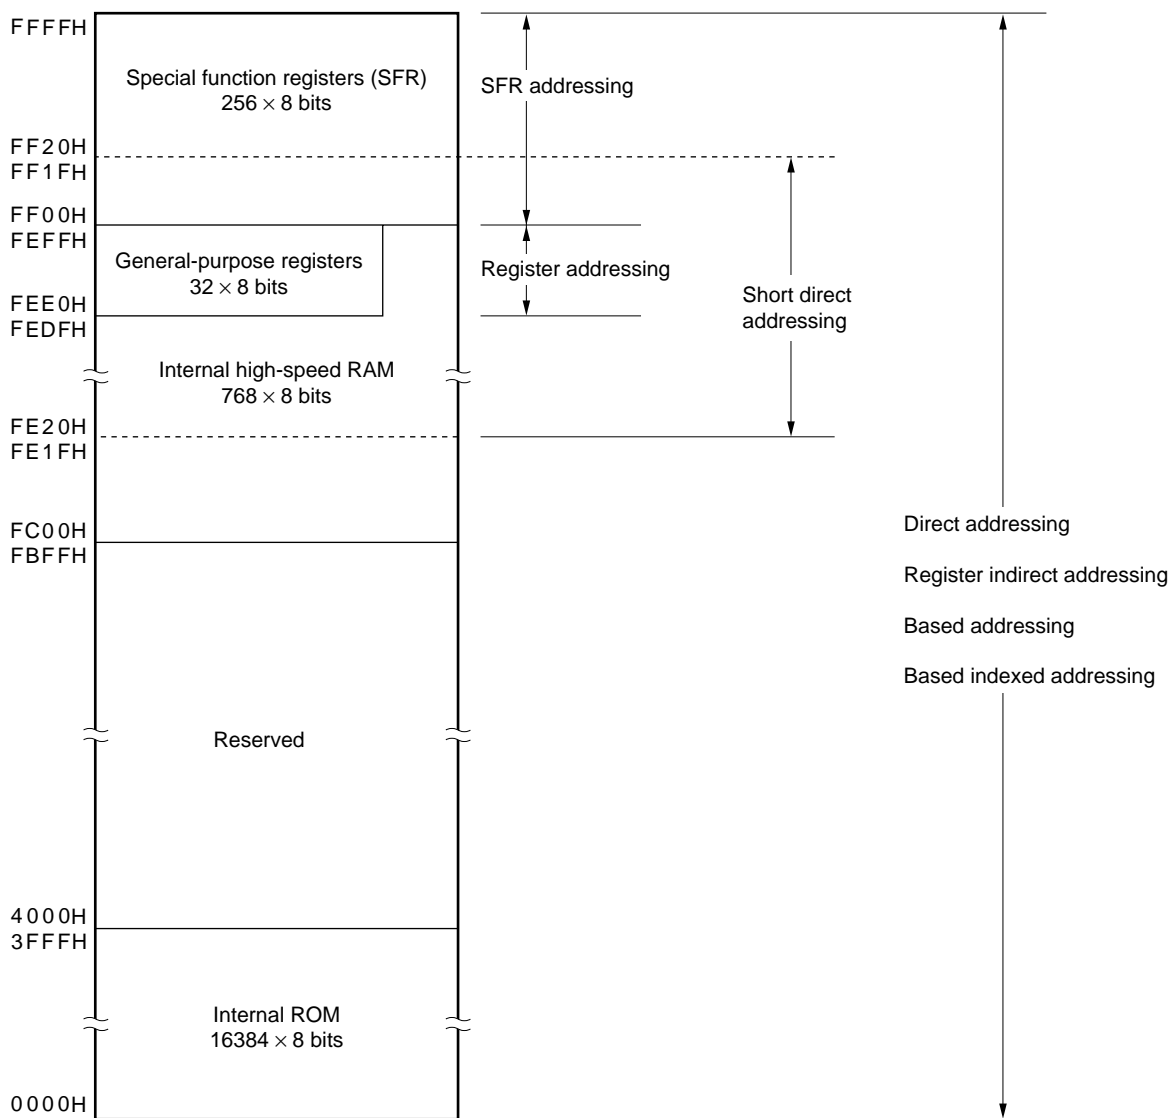 FFFFH
Special function registers (SFR)
256 × 8 bits
SFR addressing
FF20H
FF1FH
FF00H
FEFFH
General-purpose registers
32 × 8 bits
Register addressing
FEE0H
FEDFH
Short direct
addressing
Internal high-speed RAM
768 × 8 bits
FE20H
FE1FH
FC00H
FBFFH
Direct addressing
Register indirect addressing
Based addressing
Based indexed addressing
Reserved
4000H
3FFFH
Internal ROM
16384 × 8 bits
0000H